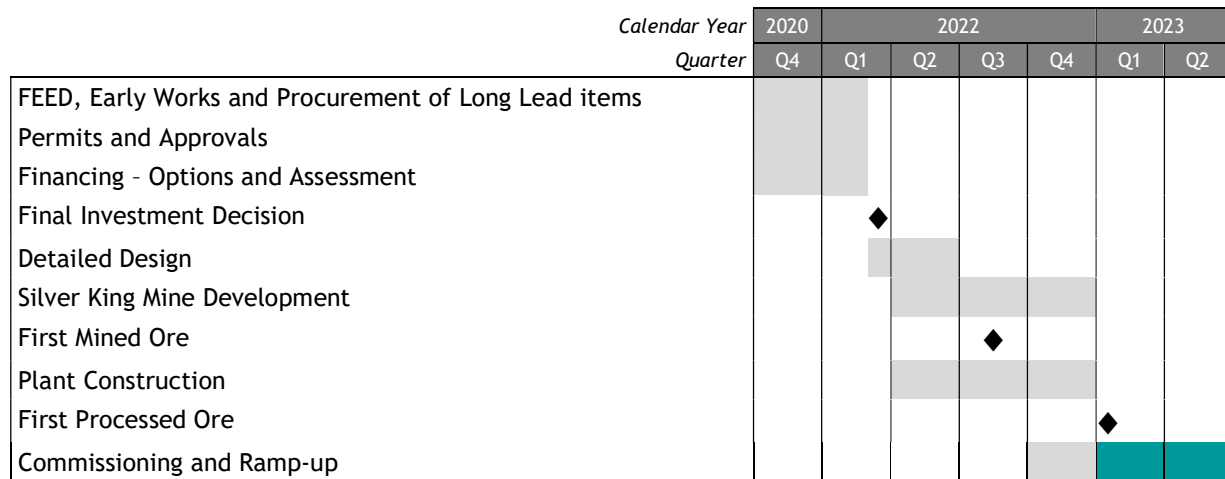 Calendar Year 2020 2022 2023
Quarter Q4 Q1 Q2 Q3 Q4 Q1 Q2
FEED, Early Works and Procurement of Long Lead items
Permits and Approvals
Financing – Options and Assessment
Final Investment Decision
Detailed Design
Silver King Mine Development
First Mined Ore
Plant Construction
First Processed Ore
Commissioning and Ramp-up